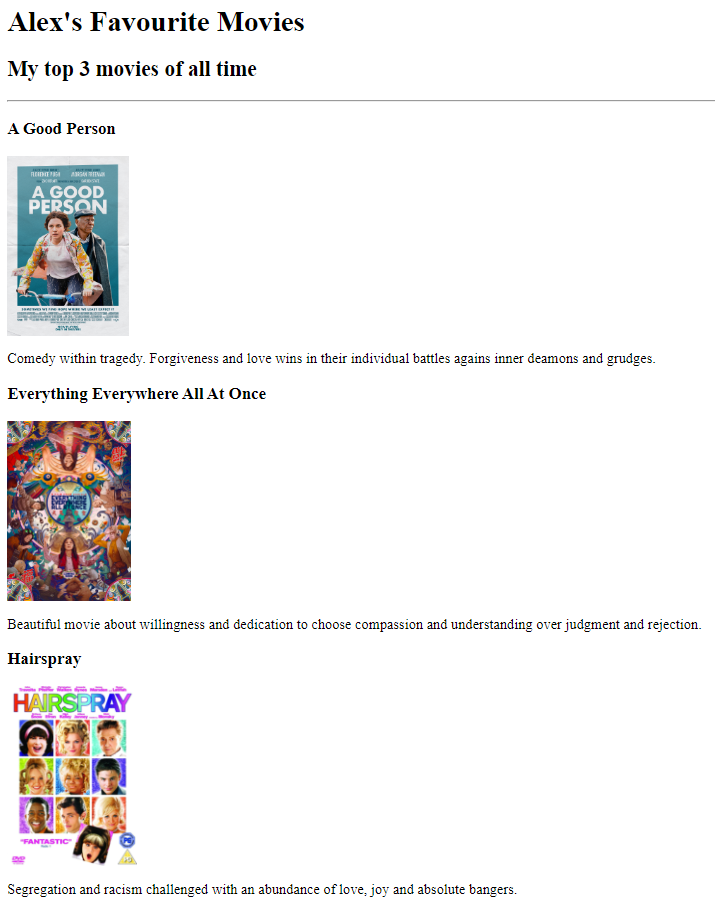 Alex's Favourite Movies
My top 3 movies of all time
A Good Person
FLORENCE PUGH MORGAN FREEMAN
A GOOD
PERSON
Comedy within tragedy. Forgiveness and love wins in their individual battles agains inner deamons and grudges.
Everything Everywhere All At Once
EVERYTHING
EVERYWHERE
ALL AT ONCE
Beautiful movie about willingness and dedication to choose compassion and understanding over judgment and rejection.
Hairspray
HAIRSPRAY
"FANTASTIC"
DVD
PG
Segregation and racism challenged with an abundance of love, joy and absolute bangers.